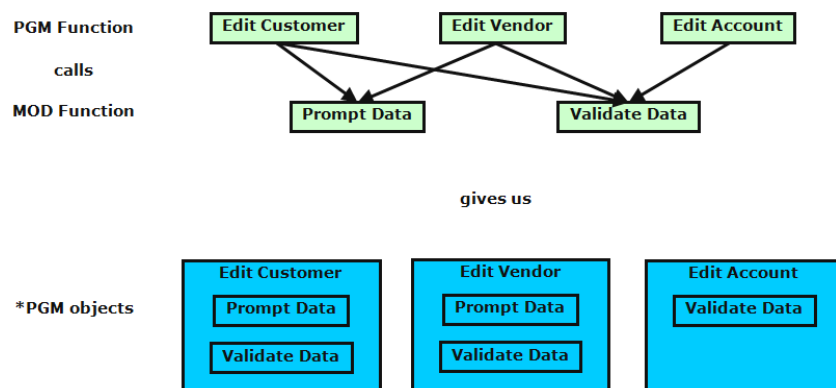 PGM Function
Edit Customer
Edit Vendor
Edit Account
calls
MOD Function
Prompt Data
Validate Data
gives us
*PGM objects
Edit Customer
Prompt Data
Validate Data
Edit Vendor
Prompt Data
Validate Data
Edit Account
Validate Data